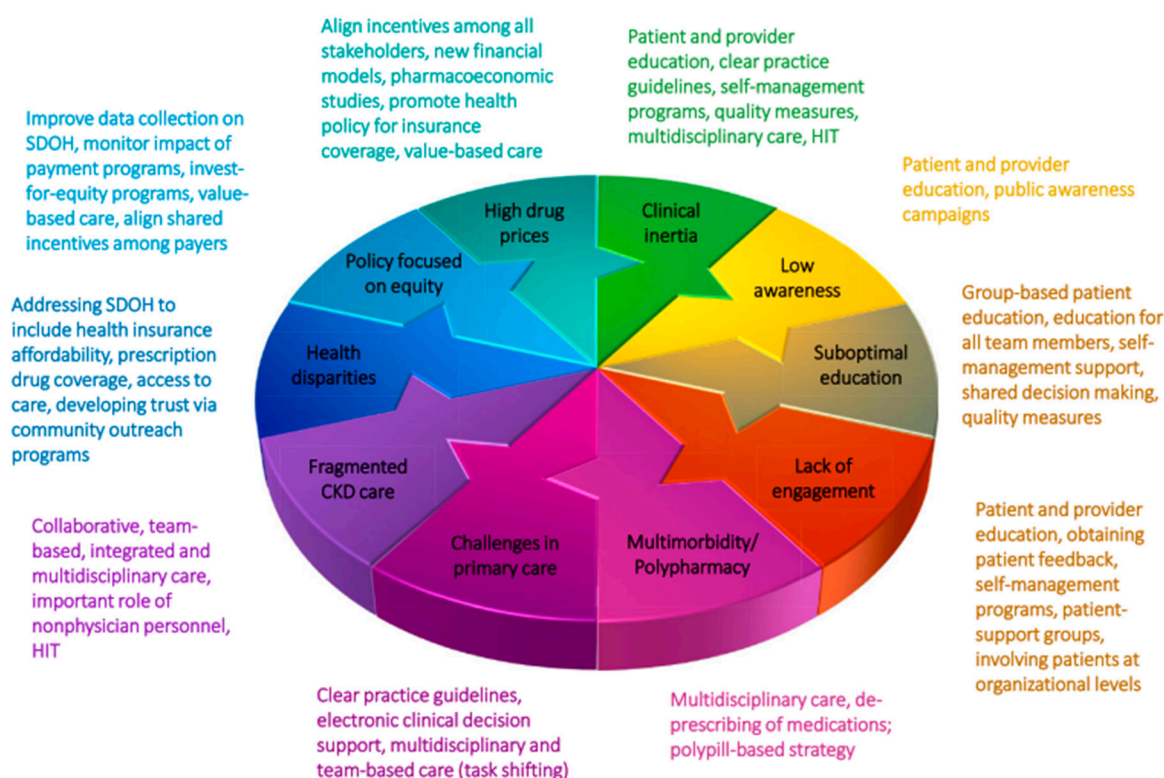 Align incentives among all
stakeholders, new financial
models, pharmacoeconomic
studies, promote health
policy for insurance
coverage, value-based care
Patient and provider
education, clear practice
guidelines, self-management
programs, quality measures,
multidisciplinary care, HIT
Improve data collection on
SDOH, monitor impact of
payment programs, invest-
for-equity programs, value-
based care, align shared
incentives among payers
Patient and provider
education, public awareness
campaigns
High drug
prices
Clinical
inertia
Policy focused
on equity
Low
awareness
Addressing SDOH to
include health insurance
affordability, prescription
drug coverage, access to
care, developing trust via
community outreach
programs
Health
disparities
Suboptimal
education
Group-based patient
education, education for
all team members, self-
management support,
shared decision making,
quality measures
Fragmented
CKD care
Lack of
engagement
Challenges in
primary care
Multimorbidity/
Polypharmacy
Collaborative, team-
based, integrated and
multidisciplinary care,
important role of
nonphysician personnel,
HIT
Patient and provider
education, obtaining
patient feedback,
self-management
programs, patient-
support groups,
involving patients at
organizational levels
Clear practice guidelines,
electronic clinical decision
support, multidisciplinary and
team-based care (task shifting)
Multidisciplinary care, de-
prescribing of medications;
polypill-based strategy